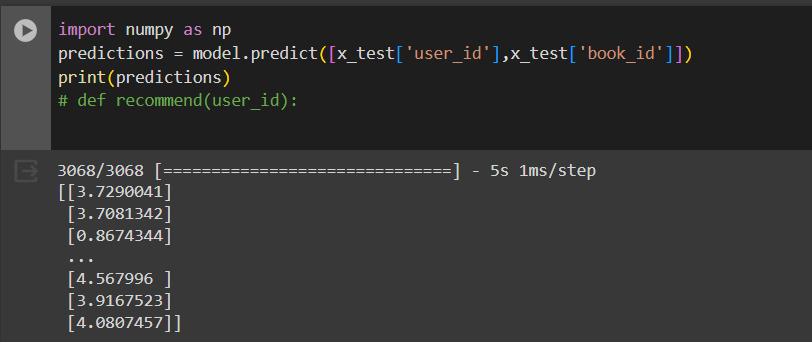 import numpy as np
predictions = model.predict([x_test['user_id'],x_test['book_id']])
print(predictions)
# def recommend(user_id):
3068/3068 [==============================] - 5s 1ms/step
[[3.7290041]
 [3.7081342]
 [0.8674344]
 ...
 [4.567996 ]
 [3.9167523]
 [4.0807457]]